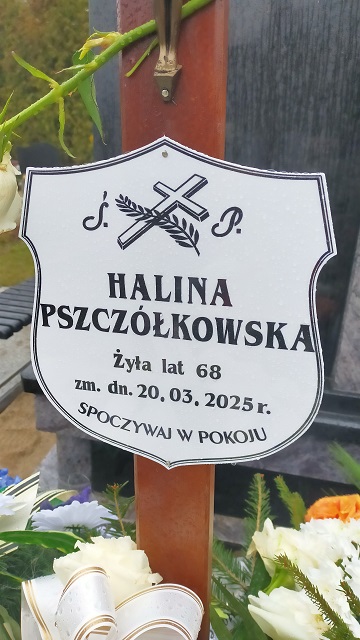 Ś. P.
HALINA
PSZCZÓŁKOWSKA
Żyła lat 68
zm. dn. 20.03.2025 r.
SPOCZYWAJ W POKOJU